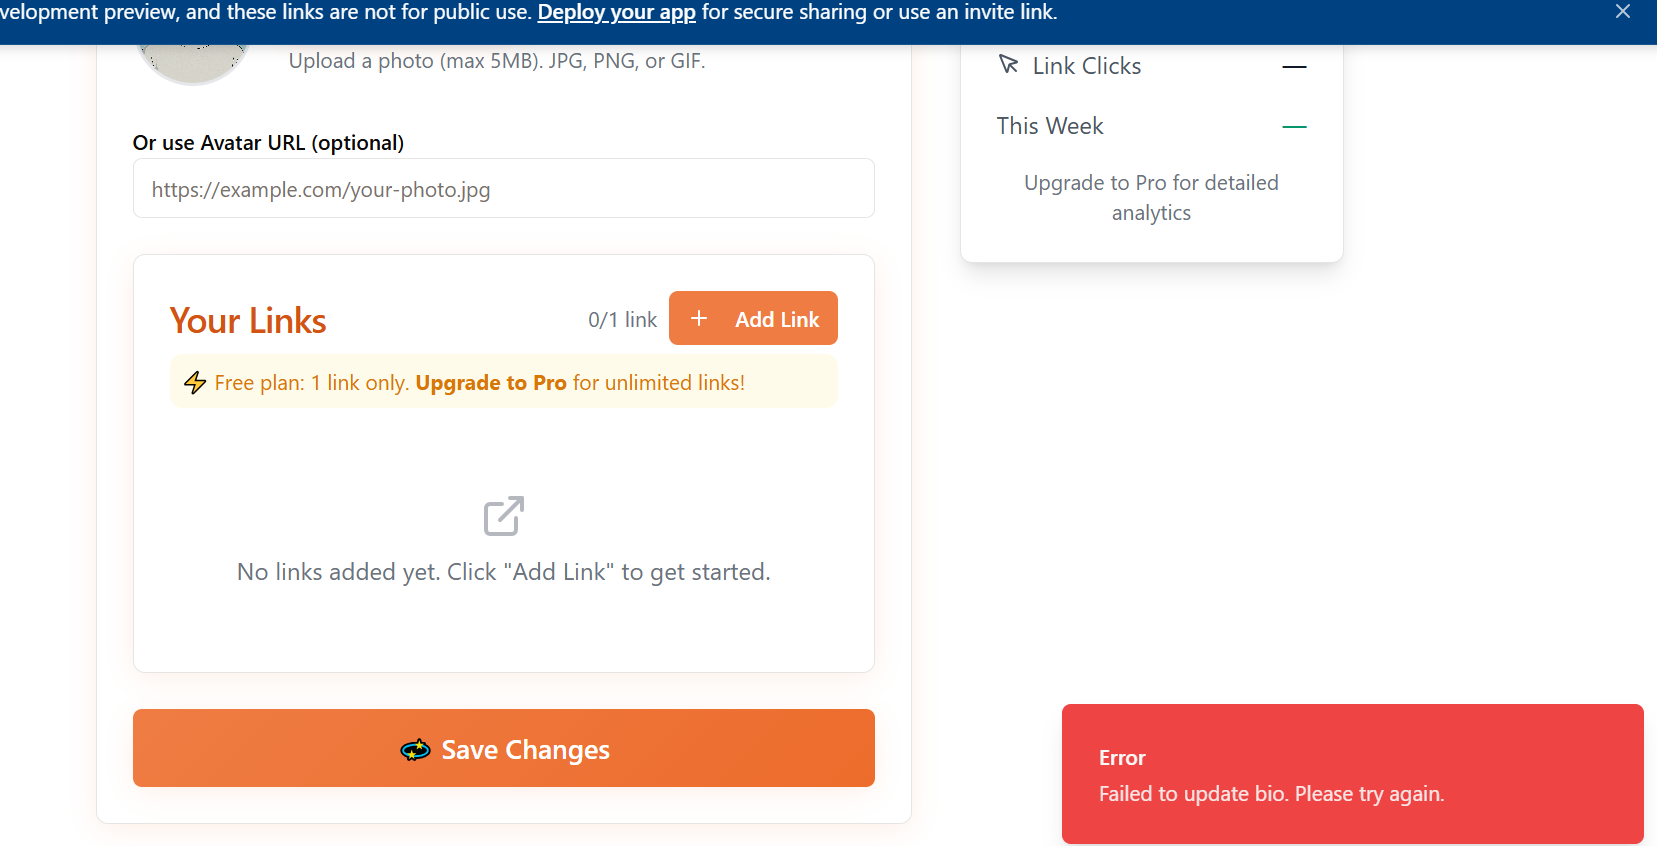 velopment preview, and these links are not for public use. Deploy your app for secure sharing or use an invite link.
Upload a photo (max 5MB). JPG, PNG, or GIF.
Or use Avatar URL (optional)
https://example.com/your-photo.jpg
Your Links
0/1 link
+ Add Link
⚡ Free plan: 1 link only. Upgrade to Pro for unlimited links!
No links added yet. Click "Add Link" to get started.
💫 Save Changes
Link Clicks —
This Week —
Upgrade to Pro for detailed
analytics
Error
Failed to update bio. Please try again.